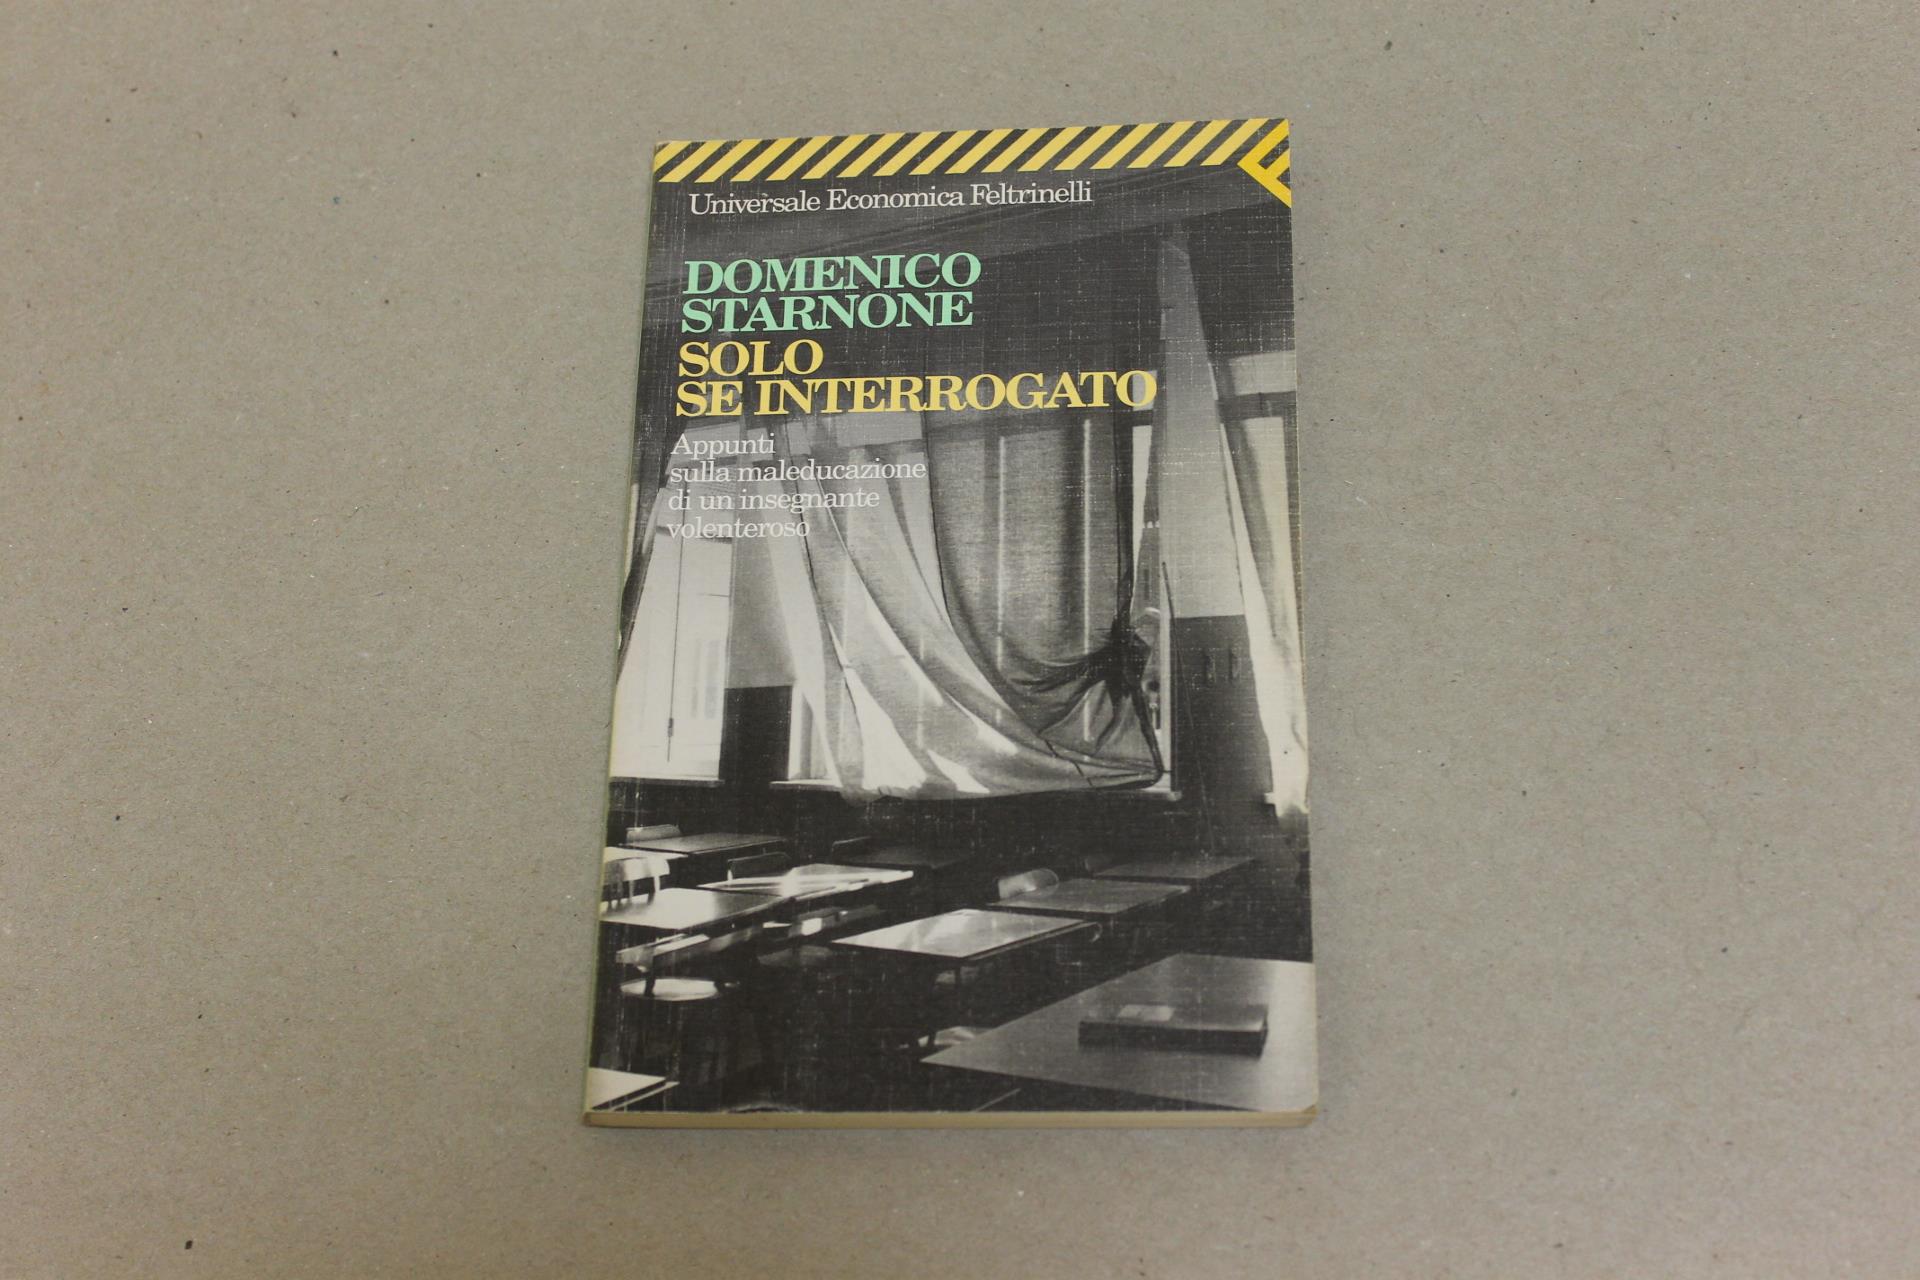 Universale Economica Feltrinelli
DOMENICO
STARNONE
SOLO
SE INTERROGATO
Appunti
sulla maleducazione
di un insegnante
volenteroso